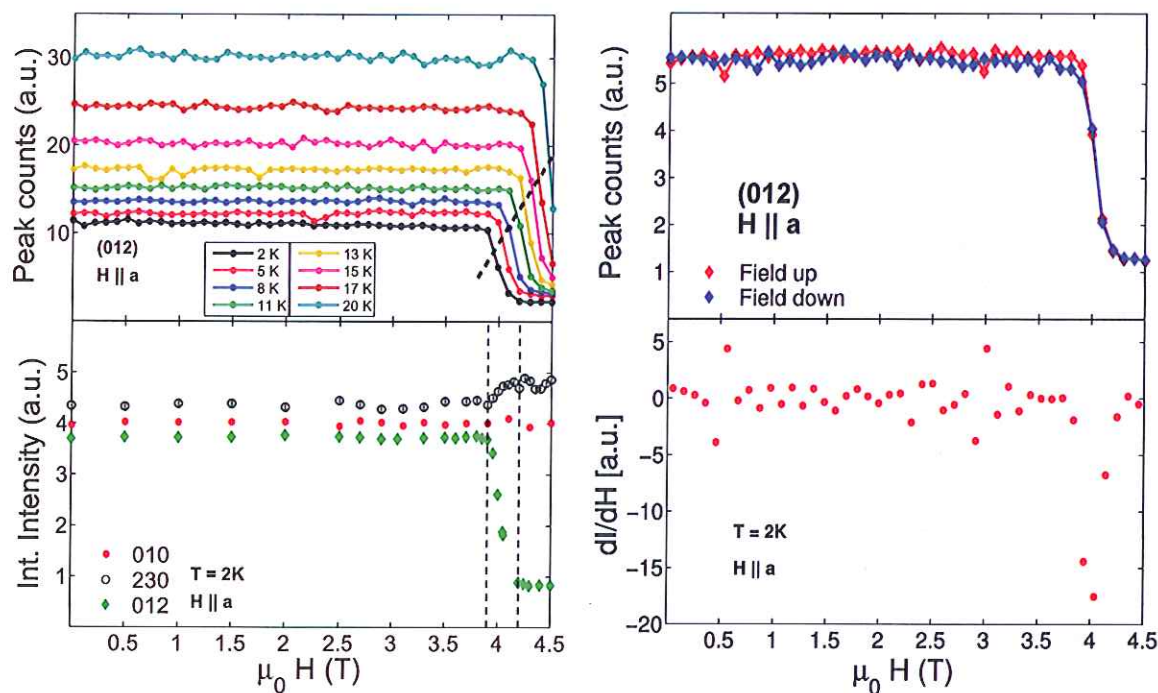 Peak counts (a.u.)
30
20
10
(012)
H || a
2 K
5 K
8 K
11 K
13 K
15 K
17 K
20 K
Int. Intensity (a.u.)
5
4
3
2
1
010
230
012
T = 2K
H || a
0.5 1 1.5 2 2.5 3 3.5 4 4.5
μ0 H (T)
Peak counts (a.u.)
6
5
4
3
2
1
(012)
H || a
Field up
Field down
dI/dH [a.u.]
5
0
−5
−10
−15
−20
T = 2K
H || a
0.5 1 1.5 2 2.5 3 3.5 4 4.5
μ0 H (T)